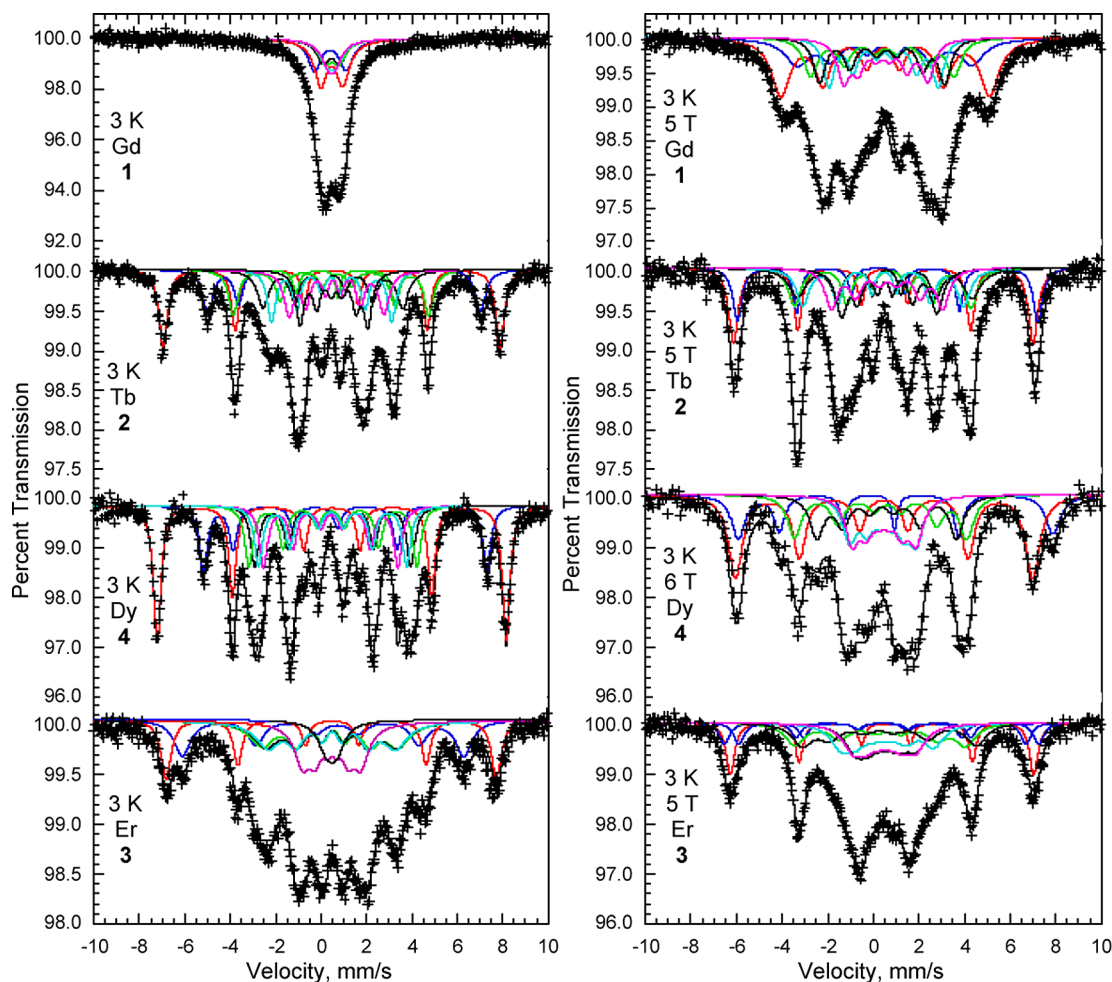 100.0
98.0
96.0
94.0
92.0
3 K
Gd
1
100.0
99.5
99.0
98.5
98.0
97.5
3 K
Tb
2
100.0
99.0
98.0
97.0
96.0
3 K
Dy
4
100.0
99.5
99.0
98.5
98.0
3 K
Er
3
-10 -8 -6 -4 -2 0 2 4 6 8 10
Velocity, mm/s
Percent Transmission
100.0
99.5
99.0
98.5
98.0
97.5
97.0
3 K
5 T
Gd
1
100.0
99.5
99.0
98.5
98.0
97.5
3 K
5 T
Tb
2
100.0
99.0
98.0
97.0
96.0
3 K
6 T
Dy
4
100.0
99.0
98.0
97.0
96.0
3 K
5 T
Er
3
-10 -8 -6 -4 -2 0 2 4 6 8 10
Velocity, mm/s
Percent Transmission